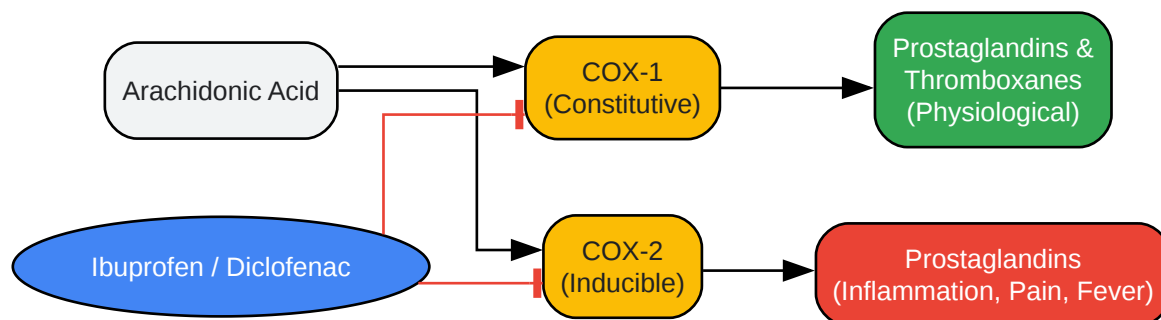 Arachidonic Acid
COX-1
(Constitutive)
Prostaglandins &
Thromboxanes
(Physiological)
Ibuprofen / Diclofenac
COX-2
(Inducible)
Prostaglandins
(Inflammation, Pain, Fever)